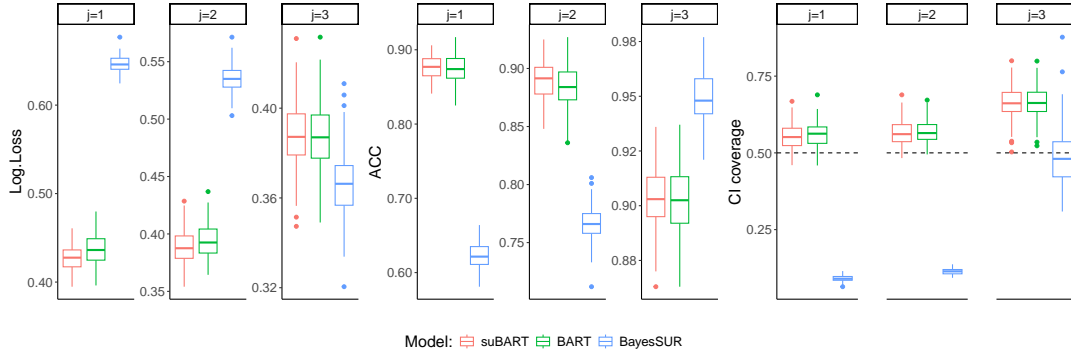 j=1
j=2
j=3
j=1
j=2
j=3
j=1
j=2
j=3
Log.Loss
0.60
0.50
0.40
0.55
0.50
0.45
0.40
0.35
0.40
0.36
0.32
ACC
0.90
0.80
0.70
0.60
0.90
0.85
0.80
0.75
0.98
0.95
0.92
0.90
0.88
CI coverage
0.75
0.50
0.25
Model: suBART BART BayesSUR